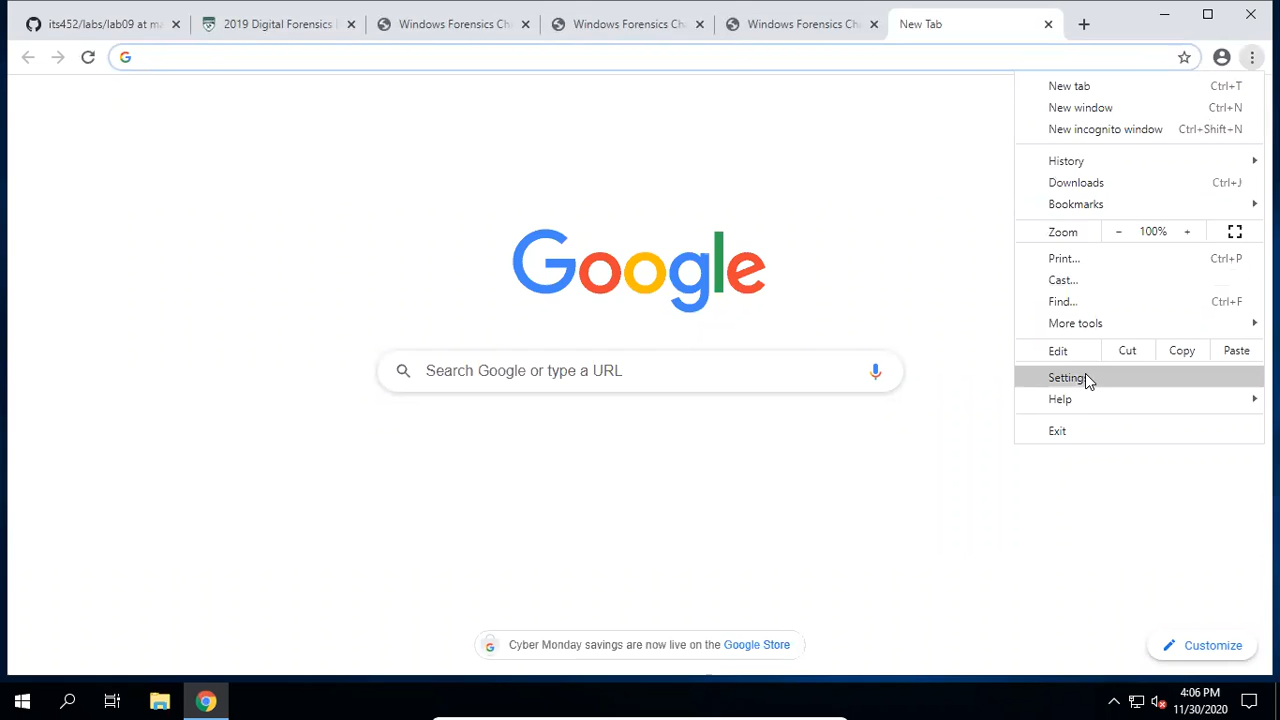 its452/labs/lab09 at ma
2019 Digital Forensics
Windows Forensics Ch
Windows Forensics Ch
Windows Forensics Ch
New Tab
New tab Ctrl+T
New window Ctrl+N
New incognito window Ctrl+Shift+N
History
Downloads Ctrl+J
Bookmarks
Zoom - 100% +
Print... Ctrl+P
Cast...
Find... Ctrl+F
More tools
Edit Cut Copy Paste
Settings
Help
Exit
Google
Search Google or type a URL
Cyber Monday savings are now live on the Google Store
Customize
4:06 PM
11/30/2020